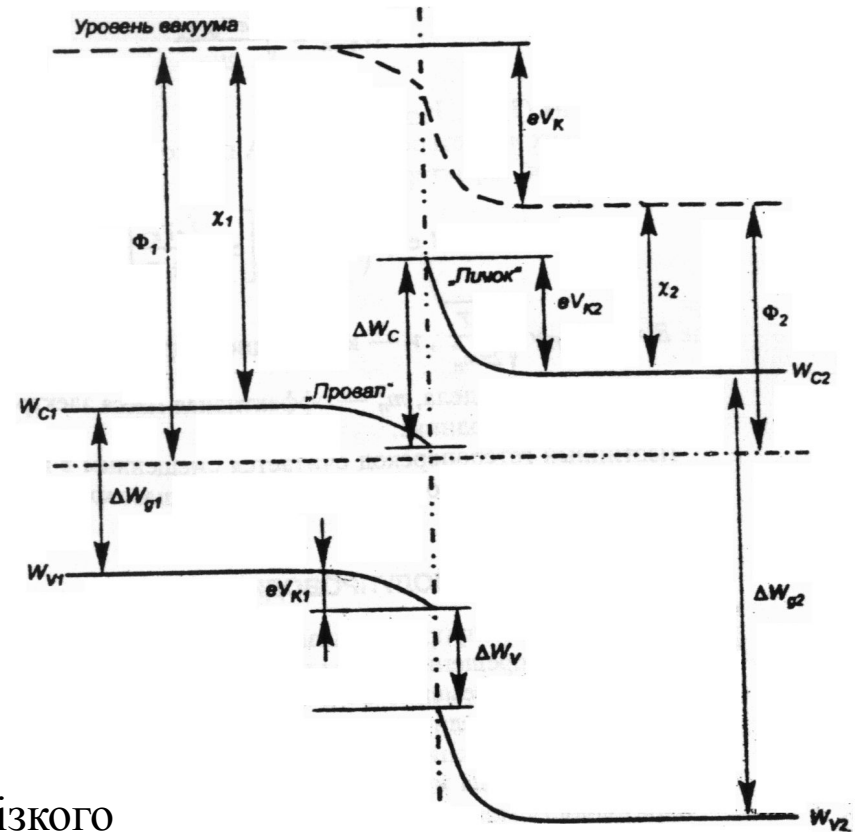 Уровень вакуума
eV_K
Φ_1
χ_1
„Пичок“
eV_K2
χ_2
Φ_2
ΔW_C
W_C2
„Провал“
W_C1
ΔW_g1
W_V1
eV_K1
ΔW_V
ΔW_g2
W_V2
ізкого